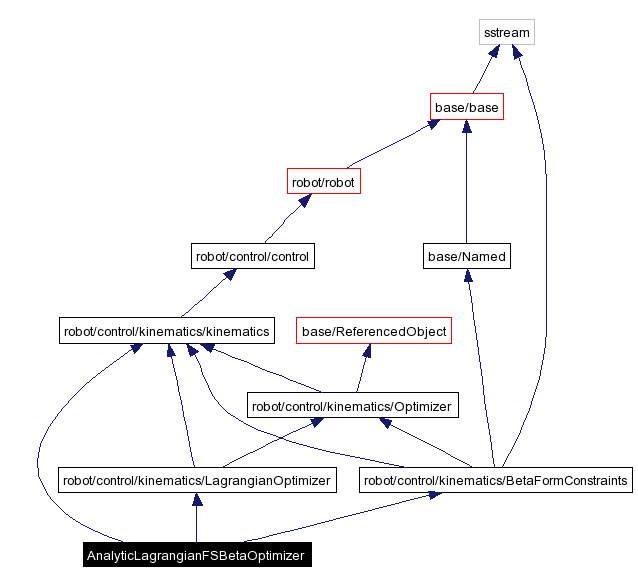 sstream
base/base
robot/robot
robot/control/control
base/Named
robot/control/kinematics/kinematics
base/ReferencedObject
robot/control/kinematics/Optimizer
robot/control/kinematics/LagrangianOptimizer
robot/control/kinematics/BetaFormConstraints
AnalyticLagrangianFSBetaOptimizer